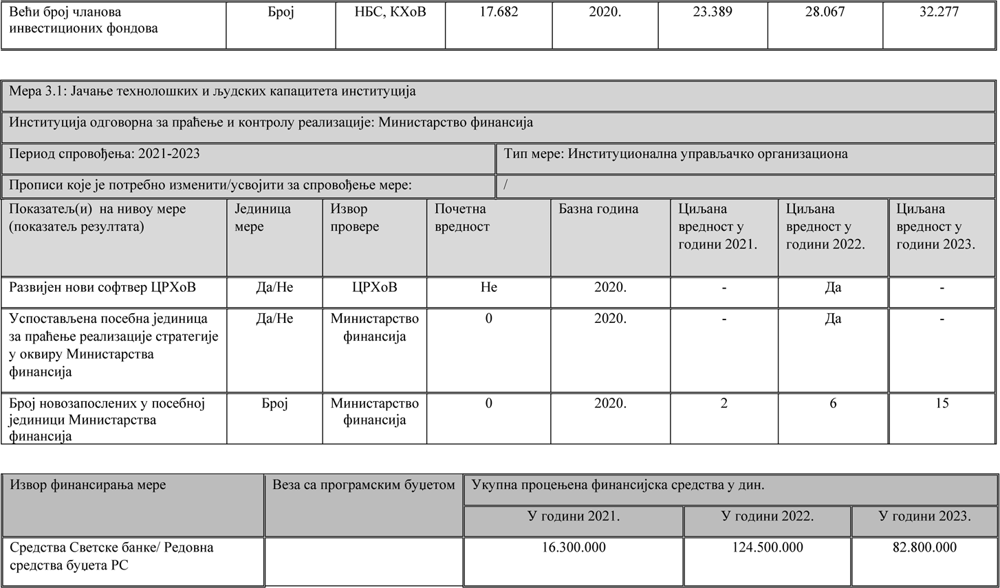 Већи број чланова
инвестиционих фондова
Број
НБС, КХоВ
17.682
2020.
23.389
28.067
32.277
Мера 3.1: Јачање технолошких и људских капацитета институција
Институција одговорна за праћење и контролу реализације: Министарство финансија
Период спровођења: 2021-2023
Тип мере: Институционална управљачко организациона
Прописи које је потребно изменити/усвојити за спровођење мере:
/
Показатељ(и) на нивоу мере
(показатељ резултата)
Јединица
мере
Извор
провере
Почетна
вредност
Базна година
Циљана
вредност у
години 2021.
Циљана
вредност у
години 2022.
Циљана
вредност у
години 2023.
Развијен нови софтвер ЦРХоВ
Да/Не
ЦРХоВ
Не
2020.
-
Да
-
Успостављена посебна јединица
за праћење реализације стратегије
у оквиру Министарства
финансија
Да/Не
Министарство
финансија
0
2020.
-
Да
-
Број новозапослених у посебној
јединици Министарства
финансија
Број
Министарство
финансија
0
2020.
2
6
15
Извор финансирања мере
Веза са програмским буџетом
Укупна процењена финансијска средства у дин.
У години 2021.
У години 2022.
У години 2023.
Средства Светске банке/ Редовна
средства буџета РС
16.300.000
124.500.000
82.800.000